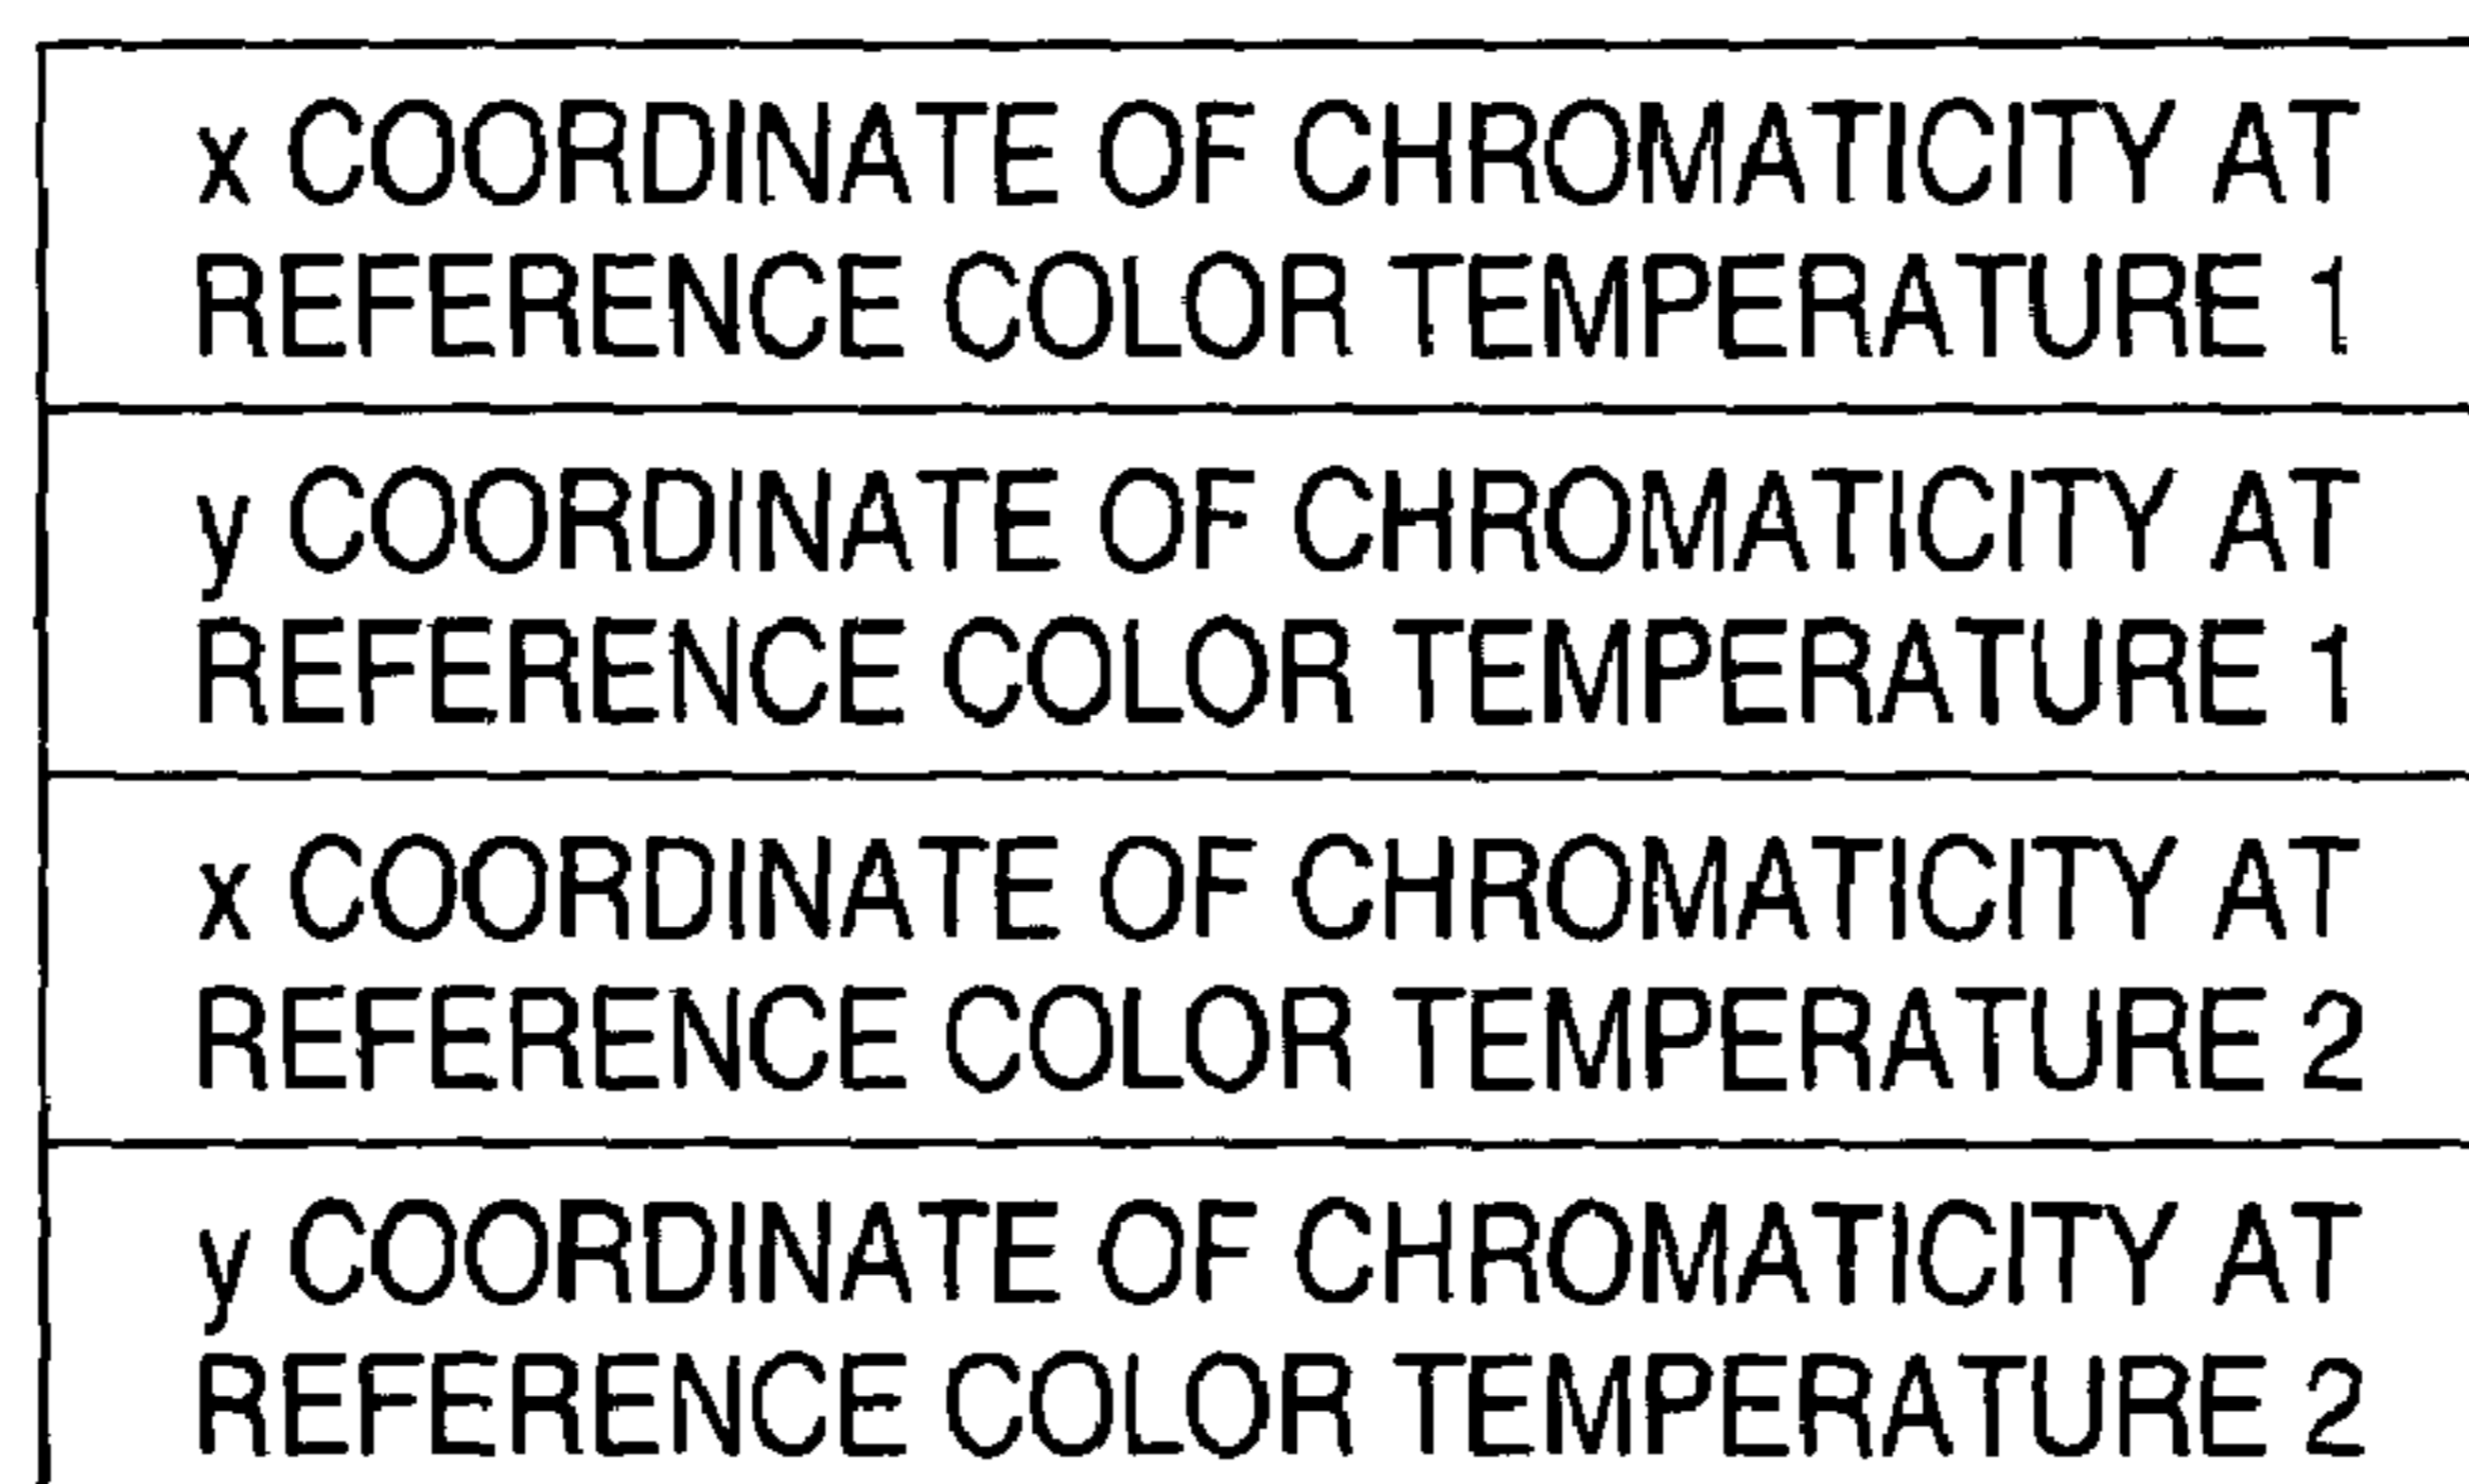 x COORDINATE OF CHROMATICITY AT
REFERENCE COLOR TEMPERATURE 1
y COORDINATE OF CHROMATICITY AT
REFERENCE COLOR TEMPERATURE 1
x COORDINATE OF CHROMATICITY AT
REFERENCE COLOR TEMPERATURE 2
y COORDINATE OF CHROMATICITY AT
REFERENCE COLOR TEMPERATURE 2